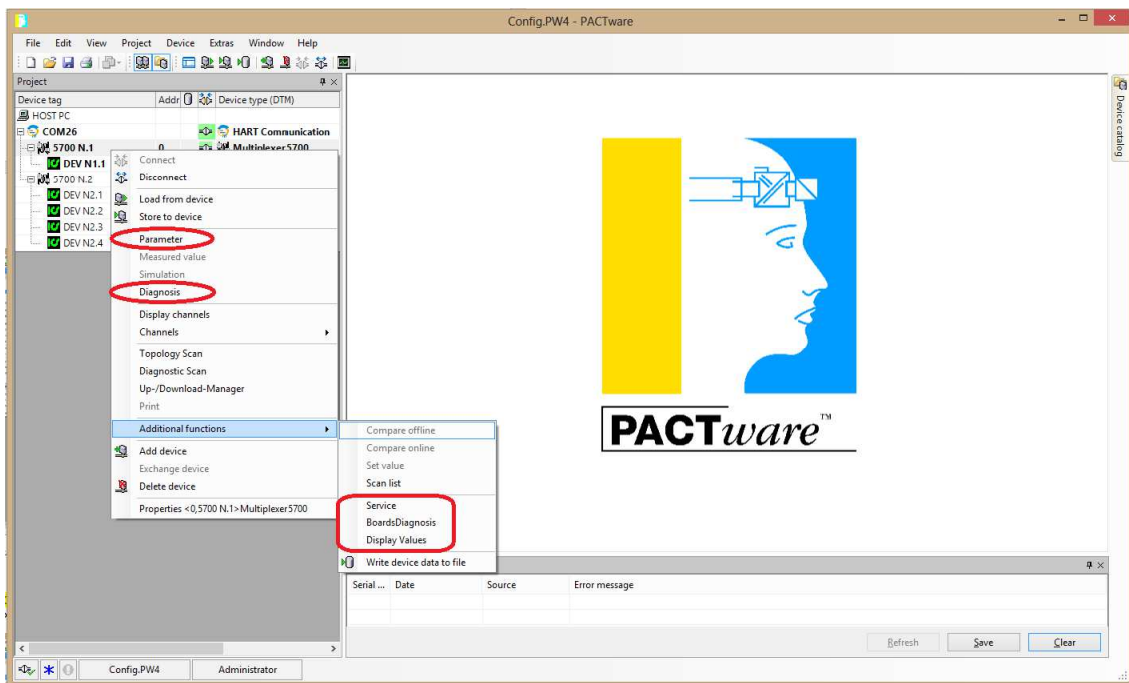 Config.PW4 - PACTware
File Edit View Project Device Extras Window Help
Project
Device tag Addr Device type (DTM)
HOST PC
COM26 HART Communication
5700 N.1 0 Multiplexer5700
DEV N1.1
5700 N.2
DEV N2.1
DEV N2.2
DEV N2.3
DEV N2.4
Connect
Disconnect
Load from device
Store to device
Parameter
Measured value
Simulation
Diagnosis
Display channels
Channels
Topology Scan
Diagnostic Scan
Up-/Download-Manager
Print
Additional functions
Add device
Exchange device
Delete device
Properties <0,5700 N.1>Multiplexer5700
Compare offline
Compare online
Set value
Scan list
Service
BoardsDiagnosis
Display Values
Write device data to file
PACTware™
Device catalog
Serial ... Date Source Error message
Refresh Save Clear
Config.PW4 Administrator